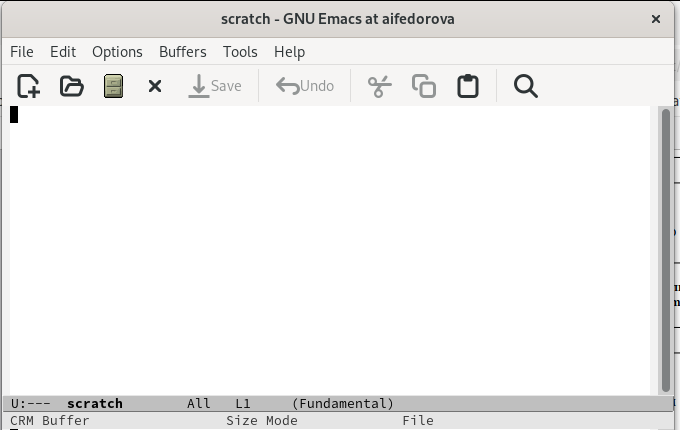 scratch - GNU Emacs at aifedorova
File Edit Options Buffers Tools Help
Save Undo
U:--- scratch All L1 (Fundamental)
CRM Buffer Size Mode File